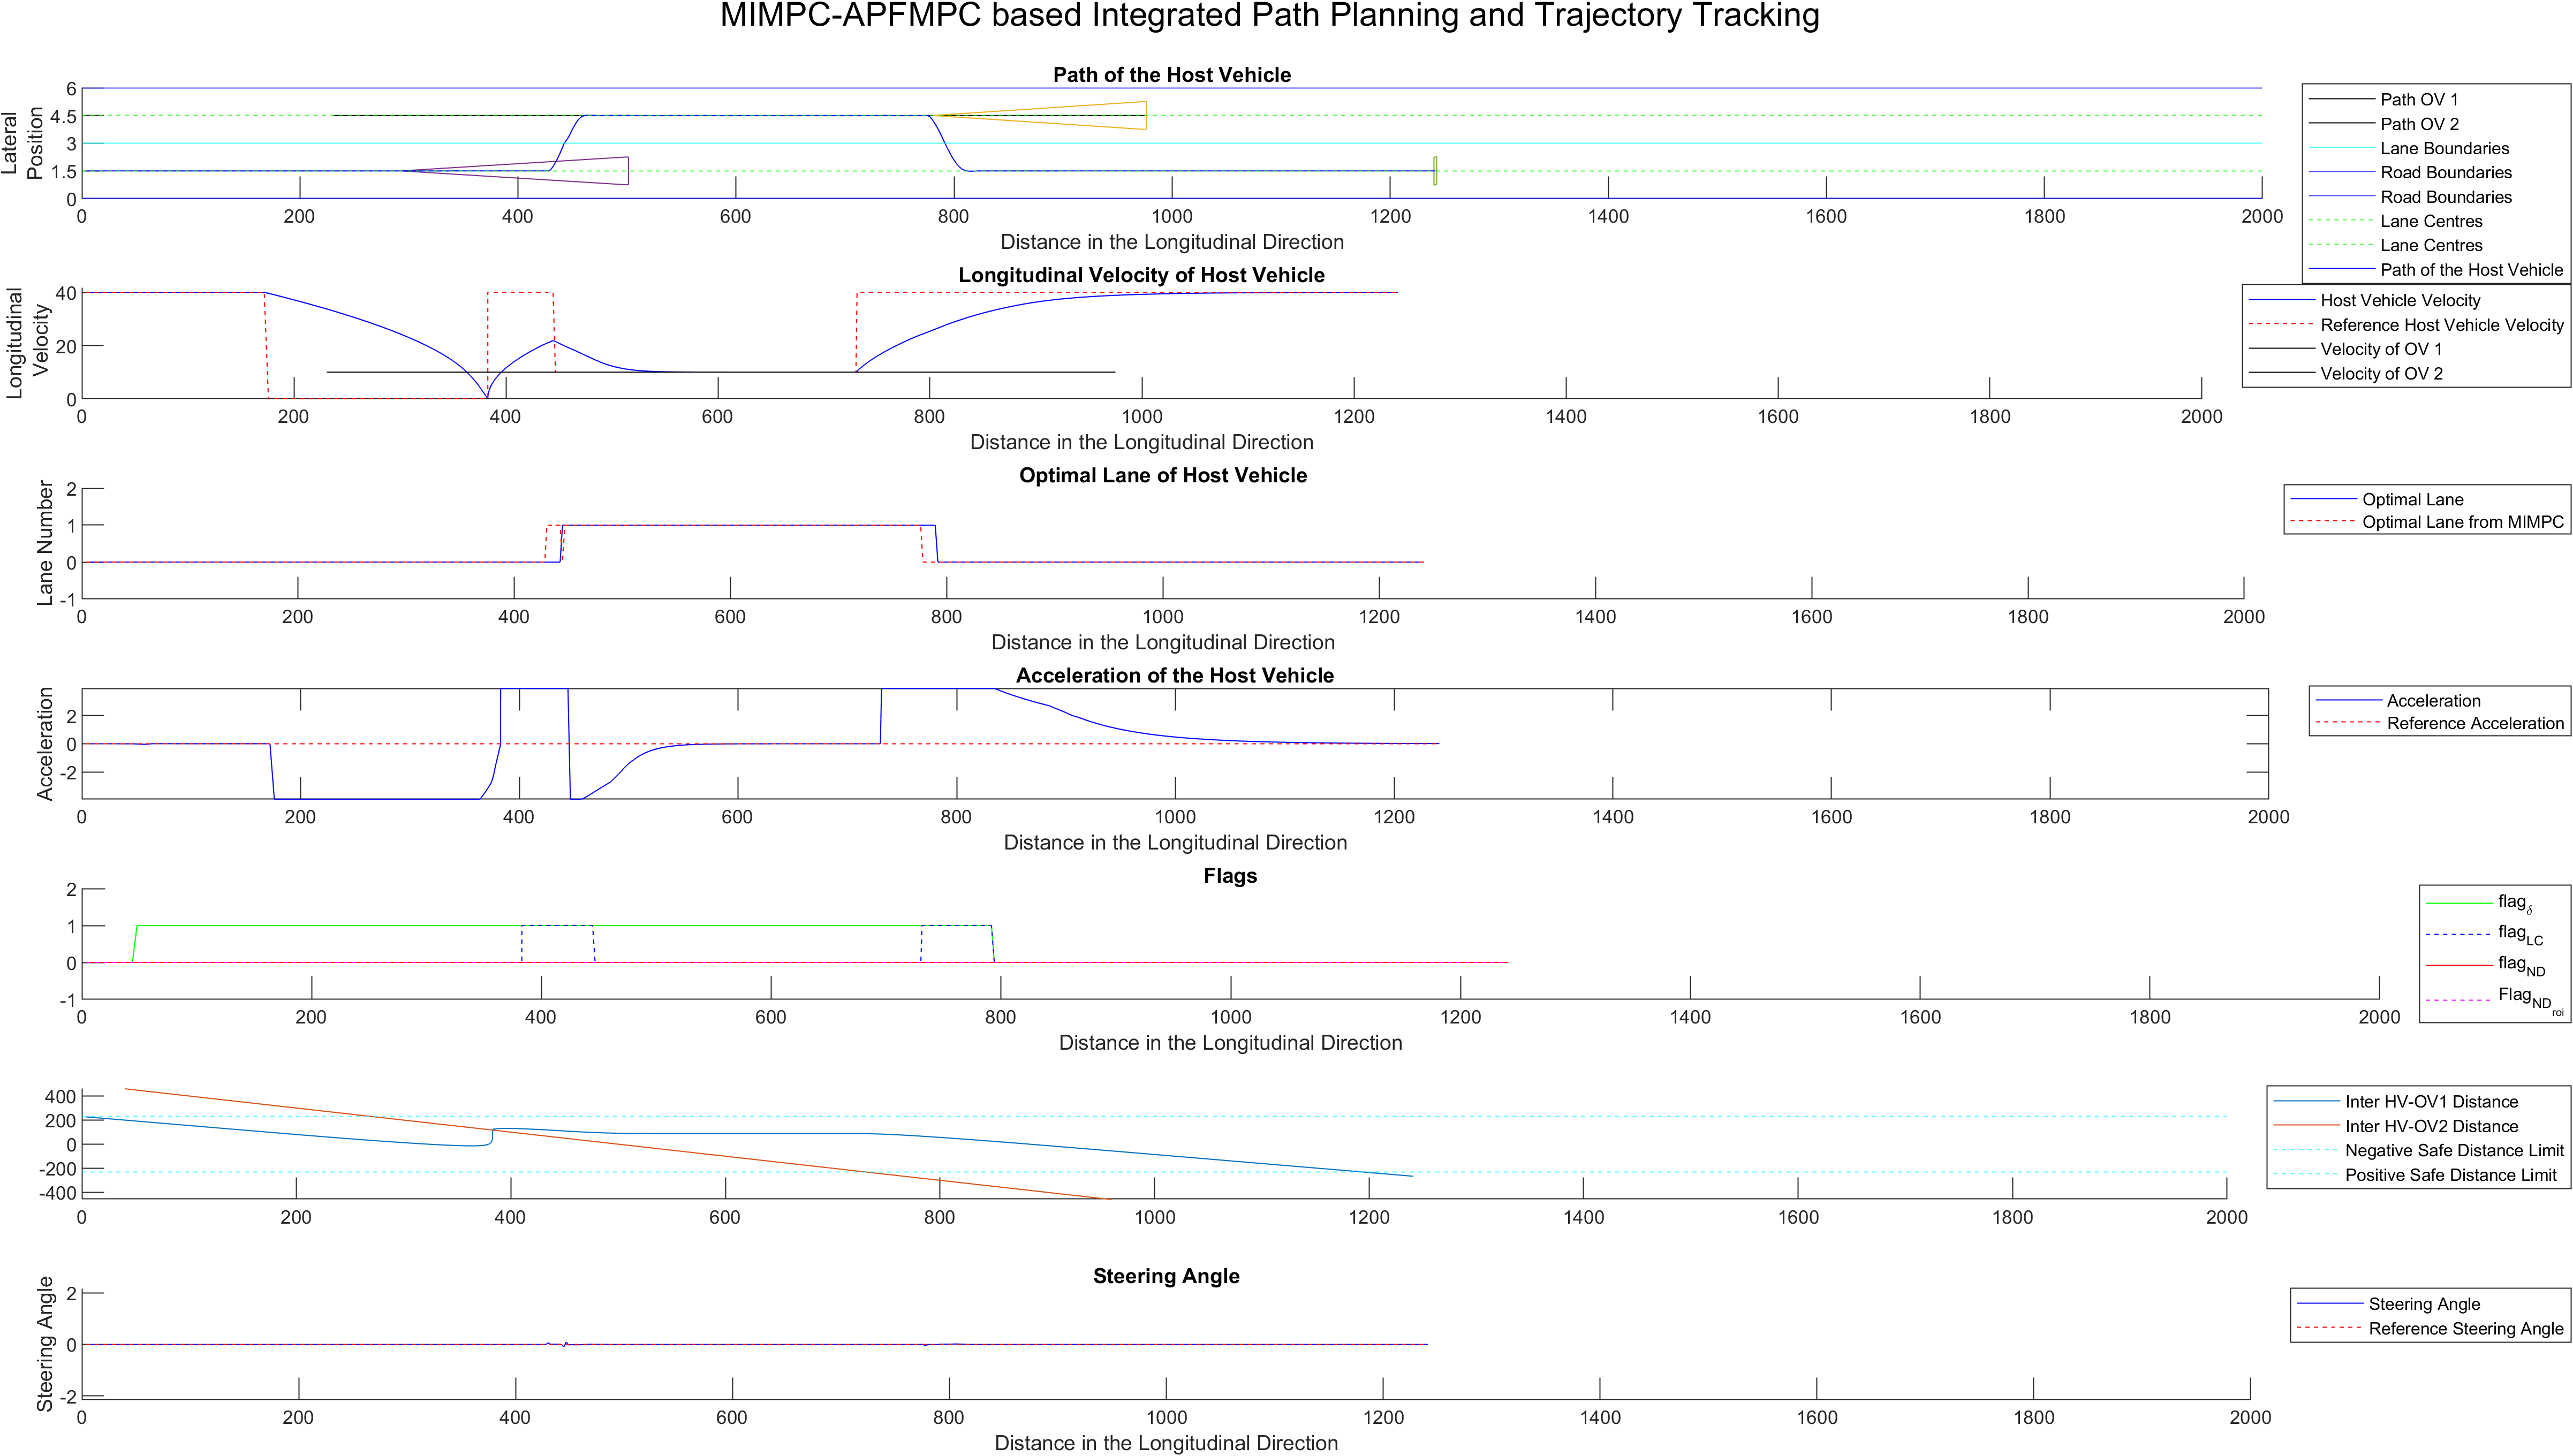 MIMPC-APFMPC based Integrated Path Planning and Trajectory Tracking
Path of the Host Vehicle
Lateral
Position
6
4.5
3
1.5
0
0 200 400 600 800 1000 1200 1400 1600 1800 2000
Distance in the Longitudinal Direction
Path OV 1
Path OV 2
Lane Boundaries
Road Boundaries
Road Boundaries
Lane Centres
Lane Centres
Path of the Host Vehicle
Longitudinal Velocity of Host Vehicle
Longitudinal
Velocity
40
20
0
0 200 400 600 800 1000 1200 1400 1600 1800 2000
Distance in the Longitudinal Direction
Host Vehicle Velocity
Reference Host Vehicle Velocity
Velocity of OV 1
Velocity of OV 2
Optimal Lane of Host Vehicle
Lane Number
2
1
0
-1
0 200 400 600 800 1000 1200 1400 1600 1800 2000
Distance in the Longitudinal Direction
Optimal Lane
Optimal Lane from MIMPC
Acceleration of the Host Vehicle
Acceleration
2
0
-2
0 200 400 600 800 1000 1200 1400 1600 1800 2000
Distance in the Longitudinal Direction
Acceleration
Reference Acceleration
Flags
2
1
0
-1
0 200 400 600 800 1000 1200 1400 1600 1800 2000
Distance in the Longitudinal Direction
flag_δ
flag_LC
flag_ND
Flag_ND_roi
400
200
0
-200
-400
0 200 400 600 800 1000 1200 1400 1600 1800 2000
Inter HV-OV1 Distance
Inter HV-OV2 Distance
Negative Safe Distance Limit
Positive Safe Distance Limit
Steering Angle
Steering Angle
2
0
-2
0 200 400 600 800 1000 1200 1400 1600 1800 2000
Distance in the Longitudinal Direction
Steering Angle
Reference Steering Angle